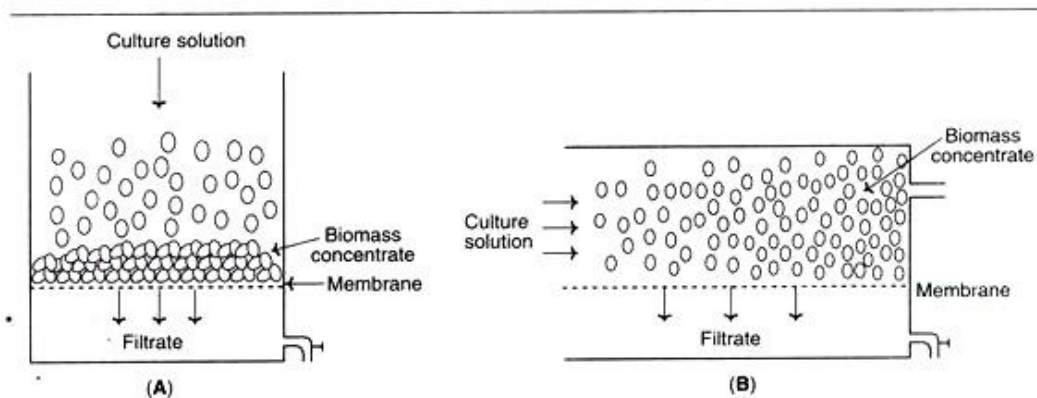 Culture solution
Biomass
concentrate
Membrane
Filtrate
(A)
Biomass
concentrate
Culture
solution
Membrane
Filtrate
(B)